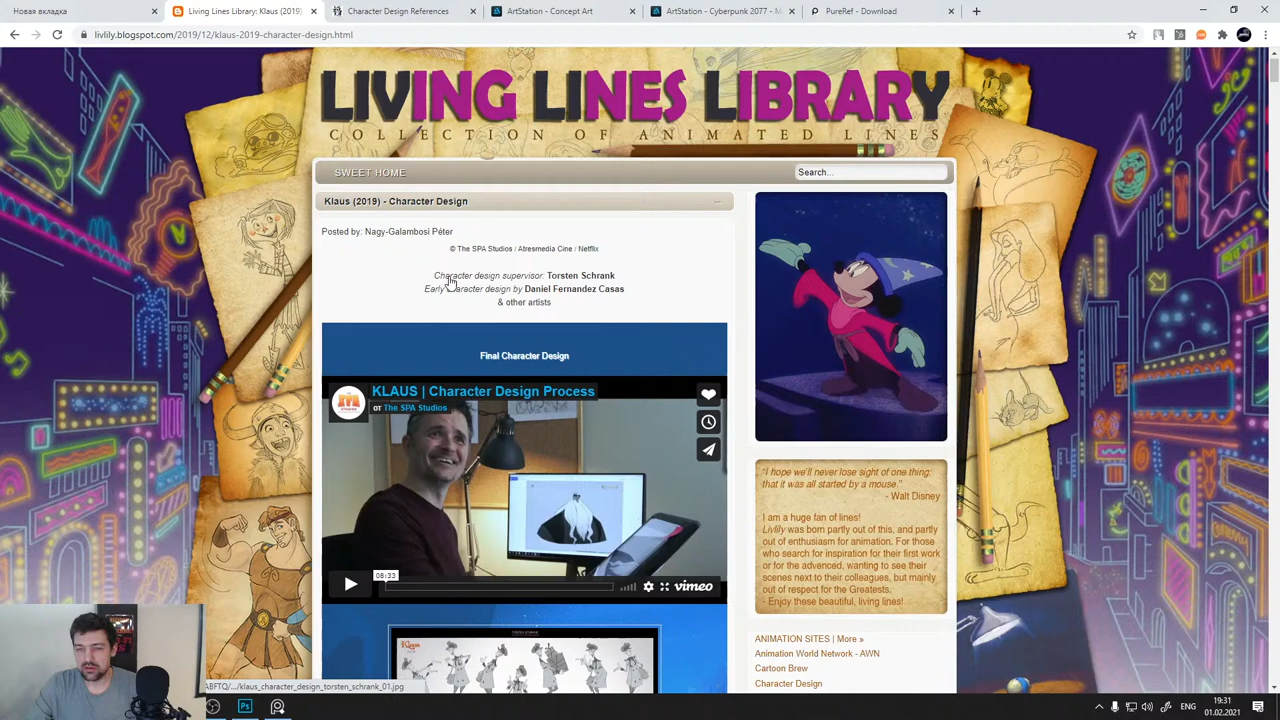 Новая вкладка
Living Lines Library: Klaus (2019)
Character Design References
ArtStation - Concept Art
ArtStation - Cyberpunk 2077 - M
PureRef - Download
livlily.blogspot.com/2019/12/klaus-2019-character-design.html
LIVING LINES LIBRARY
COLLECTION OF ANIMATED LINES
SWEET HOME
Search...
Klaus (2019) - Character Design
Posted by: Nagy-Galambosi Péter
© The SPA Studios / Atresmedia Cine / Netflix
Character design supervisor: Torsten Schrank
Early character design by Daniel Fernandez Casas
& other artists
Final Character Design
KLAUS | Character Design Process
от The SPA Studios
08:33
vimeo
"I hope we'll never lose sight of one thing:
that it was all started by a mouse."
- Walt Disney
I am a huge fan of lines!
Livlily was born partly out of this, and partly
out of enthusiasm for animation. For those
who search for inspiration for their first work
or for the advenced, wanting to see their
scenes next to their colleagues, but mainly
out of respect for the Greatests.
- Enjoy these beautiful, living lines!
ANIMATION SITES | More »
Animation World Network - AWN
Cartoon Brew
Character Design
ABFTQ/.../klaus_character_design_torsten_schrank_01.jpg
Klaus
Ps
ENG
19:31
01.02.2021